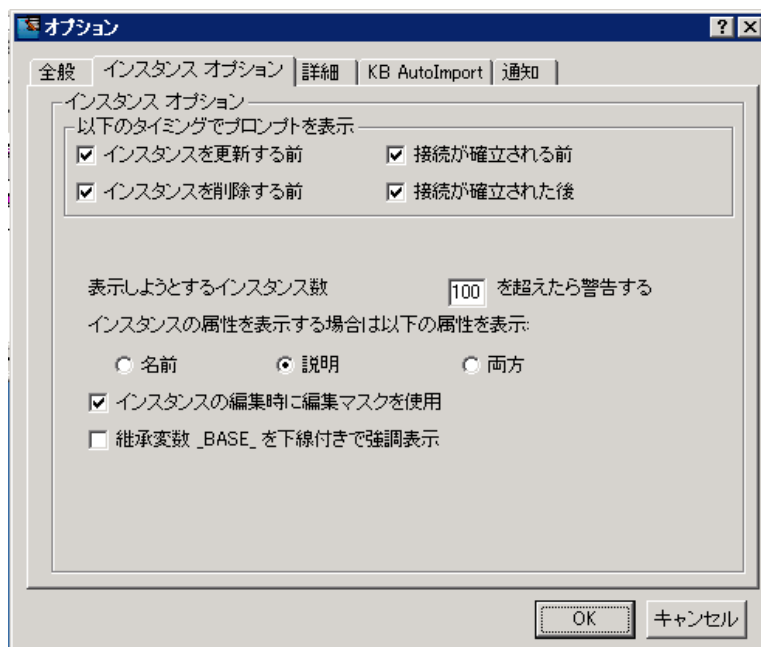 オプション
全般 インスタンス オプション 詳細 KB AutoImport 通知
インスタンス オプション
以下のタイミングでプロンプトを表示
インスタンスを更新する前 接続が確立される前
インスタンスを削除する前 接続が確立された後
表示しようとするインスタンス数 100 を超えたら警告する
インスタンスの属性を表示する場合は以下の属性を表示:
名前 説明 両方
インスタンスの編集時に編集マスクを使用
継承変数 _BASE_ を下線付きで強調表示
OK キャンセル